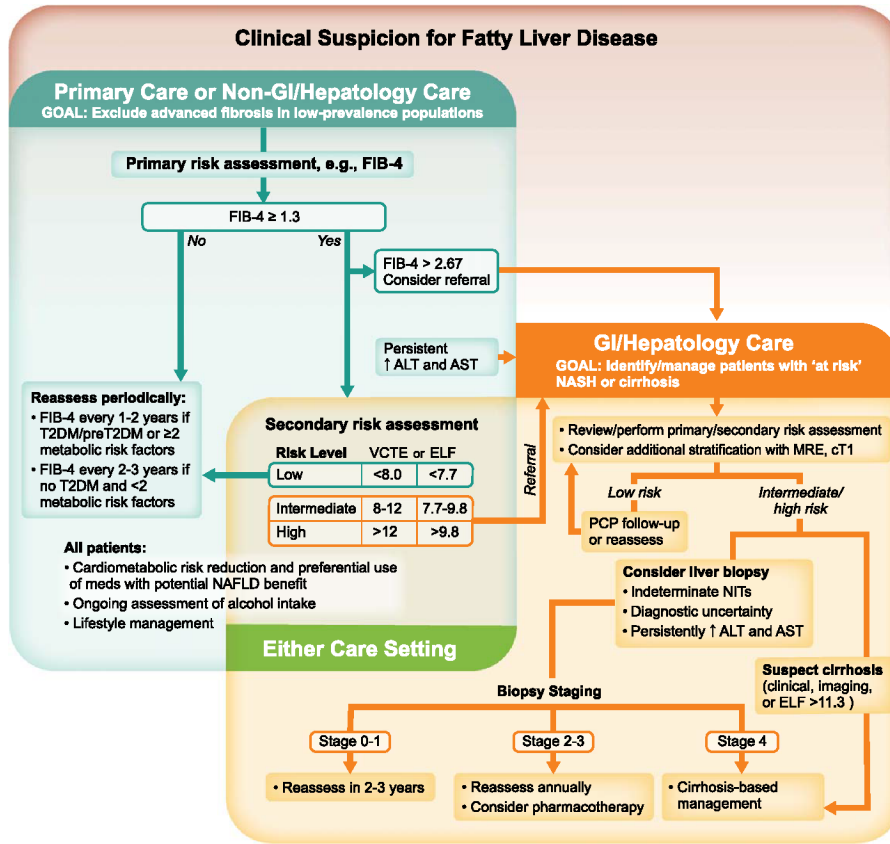 Clinical Suspicion for Fatty Liver Disease
Primary Care or Non-GI/Hepatology Care
GOAL: Exclude advanced fibrosis in low-prevalence populations
Primary risk assessment, e.g., FIB-4
FIB-4 ≥ 1.3
No
Yes
FIB-4 > 2.67
Consider referral
Persistent
↑ ALT and AST
GI/Hepatology Care
GOAL: Identify/manage patients with ‘at risk’
NASH or cirrhosis
Reassess periodically:
• FIB-4 every 1-2 years if
T2DM/preT2DM or ≥2
metabolic risk factors
• FIB-4 every 2-3 years if
no T2DM and <2
metabolic risk factors
Secondary risk assessment
Risk Level VCTE or ELF
Low <8.0 <7.7
Intermediate 8-12 7.7-9.8
High >12 >9.8
Referral
• Review/perform primary/secondary risk assessment
• Consider additional stratification with MRE, cT1
Low risk
Intermediate/
high risk
PCP follow-up
or reassess
All patients:
• Cardiometabolic risk reduction and preferential use
of meds with potential NAFLD benefit
• Ongoing assessment of alcohol intake
• Lifestyle management
Consider liver biopsy
• Indeterminate NITs
• Diagnostic uncertainty
• Persistently ↑ ALT and AST
Either Care Setting
Suspect cirrhosis
(clinical, imaging,
or ELF >11.3 )
Biopsy Staging
Stage 0-1
Stage 2-3
Stage 4
• Reassess in 2-3 years
• Reassess annually
• Consider pharmacotherapy
• Cirrhosis-based
management